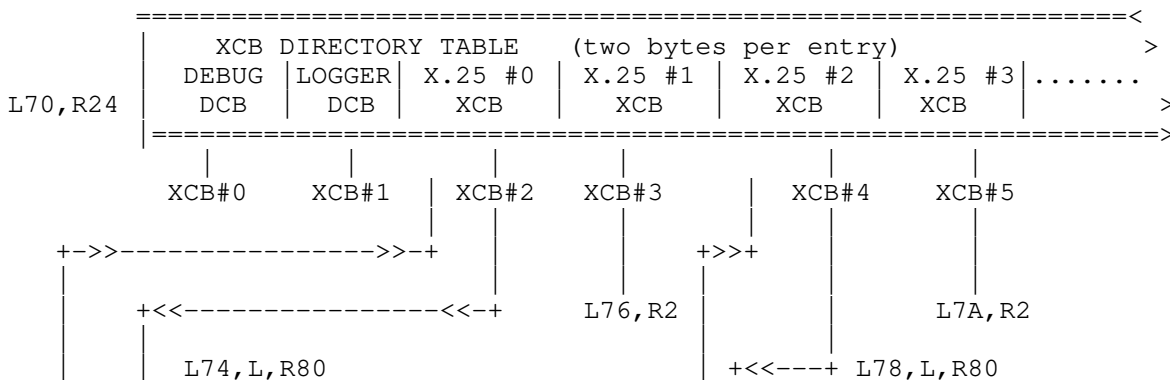 XCB DIRECTORY TABLE (two bytes per entry)
DEBUG |LOGGER| X.25 #0 | X.25 #1 | X.25 #2 | X.25 #3|.......
L70,R24 | DCB | DCB | XCB | XCB | XCB | XCB |
XCB#0 XCB#1 | XCB#2 XCB#3 | XCB#4 XCB#5
+->>---------------->>-+ | | +>>+ | |
+<<----------------<<-+ L76,R2 | | L7A,R2
| | L74,L,R80 | +<<---+ L78,L,R80